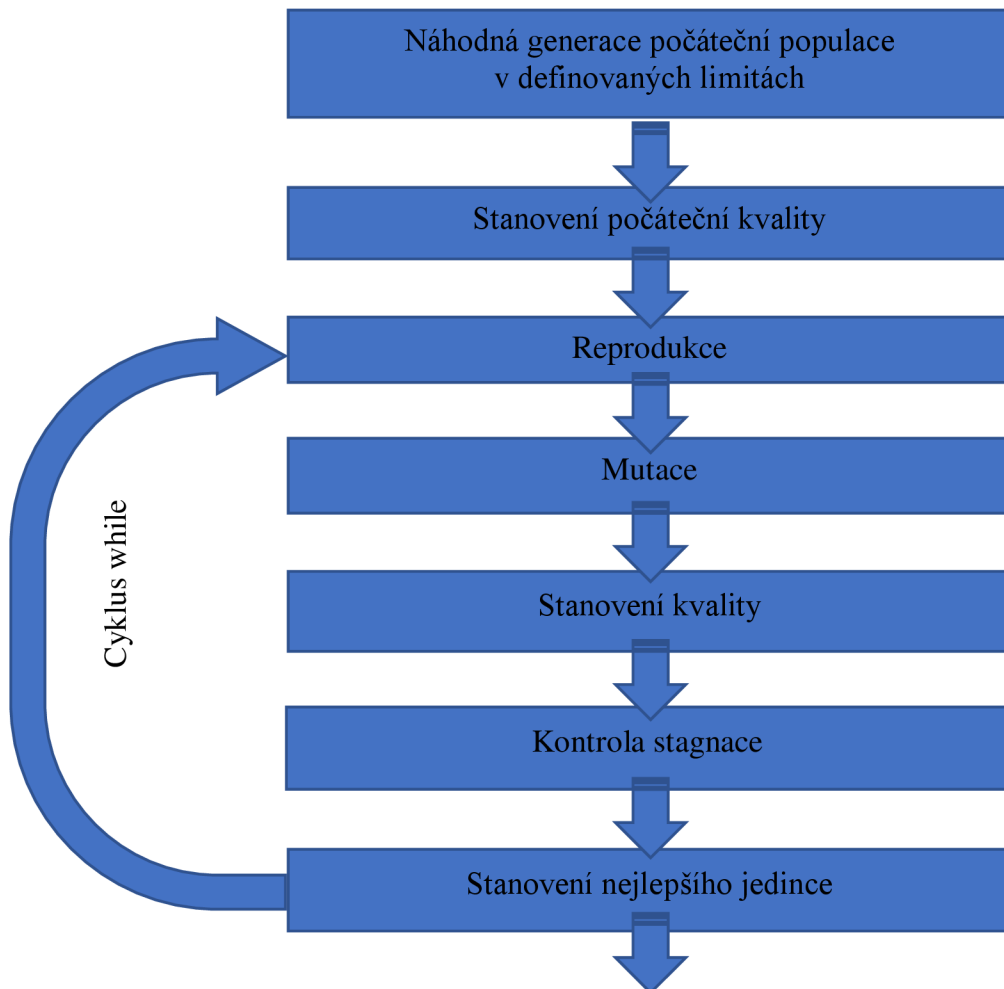 Náhodná generace počáteční populace
v definovaných limitách
Stanovení počáteční kvality
Reprodukce
Mutace
Cyklus while
Stanovení kvality
Kontrola stagnace
Stanovení nejlepšího jedince